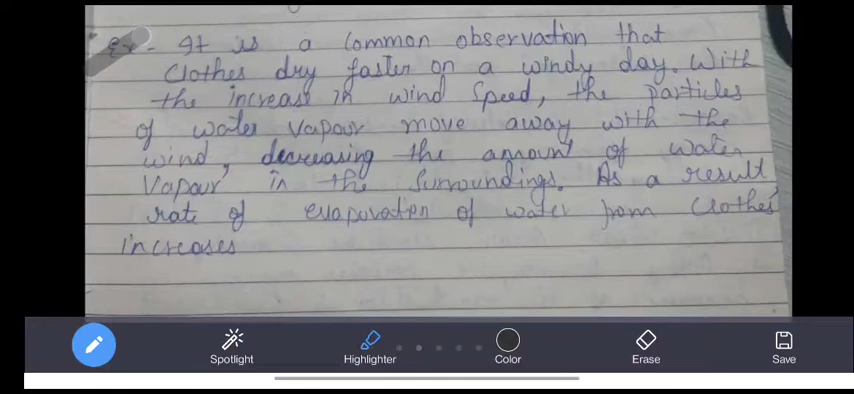 Ex - It is a common observation that
Clothes dry faster on a windy day. With
the increase in wind speed, the particles
of water vapour move away with the
wind, decreasing the amount of water
vapour in the surroundings. As a result
rate of evaporation of water from clothes
increases
Spotlight
Highlighter
Color
Erase
Save